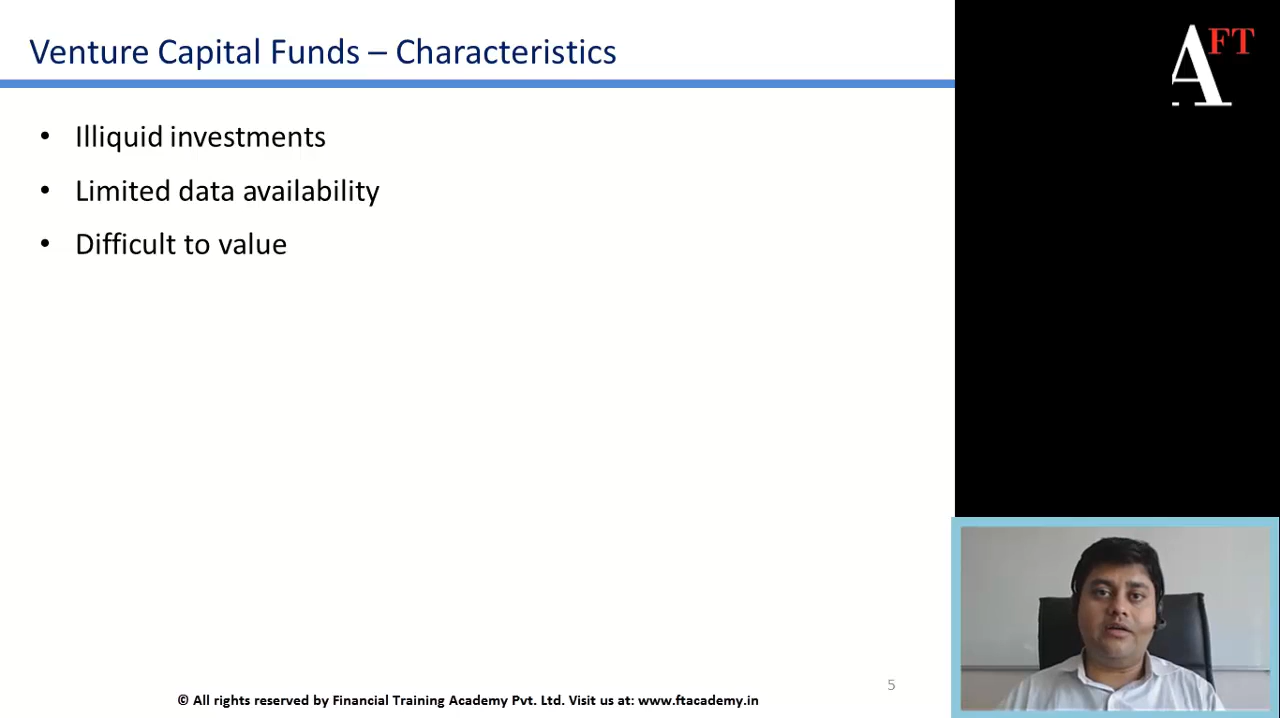 Venture Capital Funds – Characteristics
AFT
• Illiquid investments
• Limited data availability
• Difficult to value
5
© All rights reserved by Financial Training Academy Pvt. Ltd. Visit us at: www.ftacademy.in